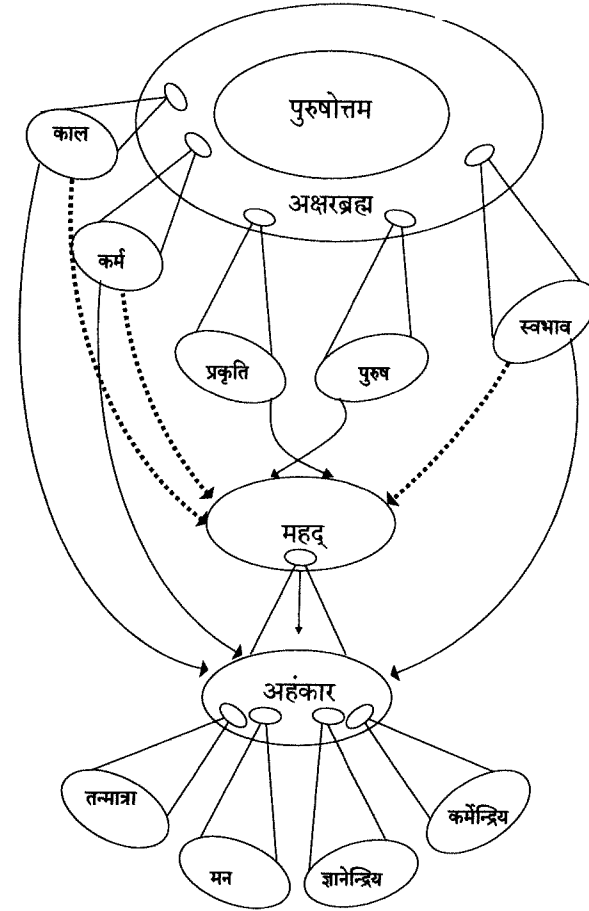 पुरुषोत्तम
काल
अक्षरब्रह्म
कर्म
स्वभाव
प्रकृति
पुरुष
महद्
अहंकार
तन्मात्रा
कर्मेन्द्रिय
मन
ज्ञानेन्द्रिय